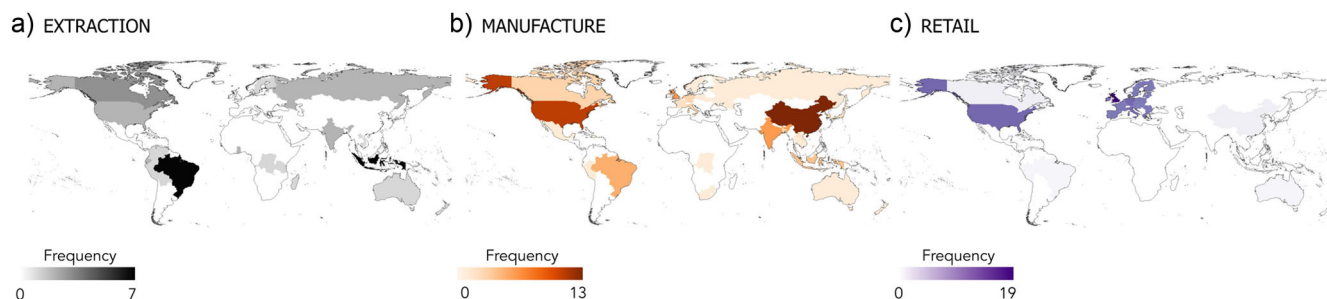 a) EXTRACTION
b) MANUFACTURE
c) RETAIL
Frequency
0 7
Frequency
0 13
Frequency
0 19